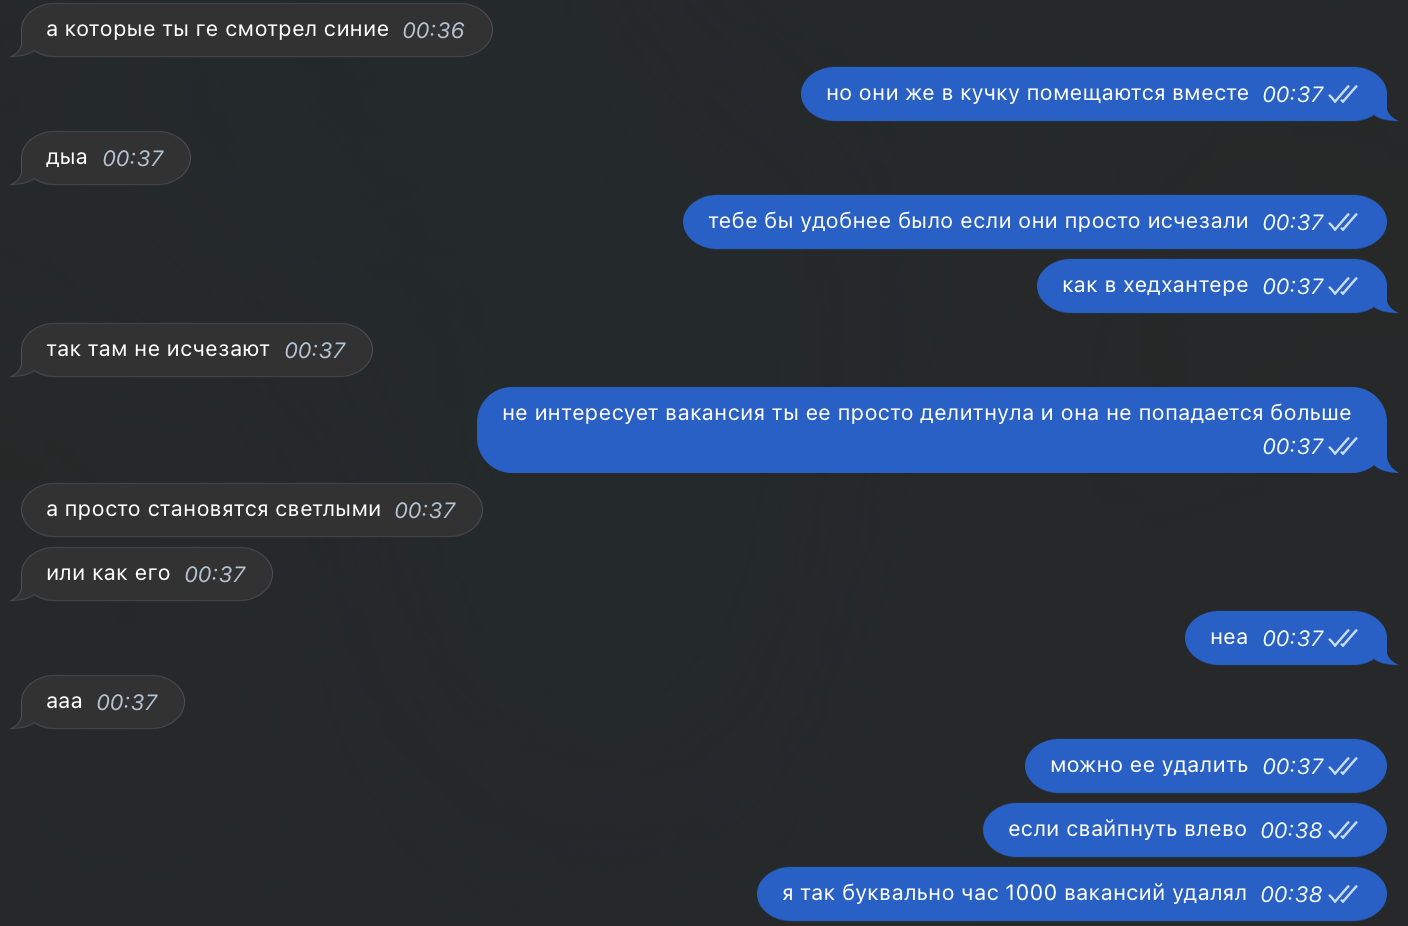 а которые ты ге смотрел синие 00:36
но они же в кучку помещаются вместе 00:37
дыа 00:37
тебе бы удобнее было если они просто исчезали 00:37
как в хедхантере 00:37
так там не исчезают 00:37
не интересует вакансия ты ее просто делитнула и она не попадается больше
00:37
а просто становятся светлыми 00:37
или как его 00:37
неа 00:37
ааа 00:37
можно ее удалить 00:37
если свайпнуть влево 00:38
я так буквально час 1000 вакансий удалял 00:38